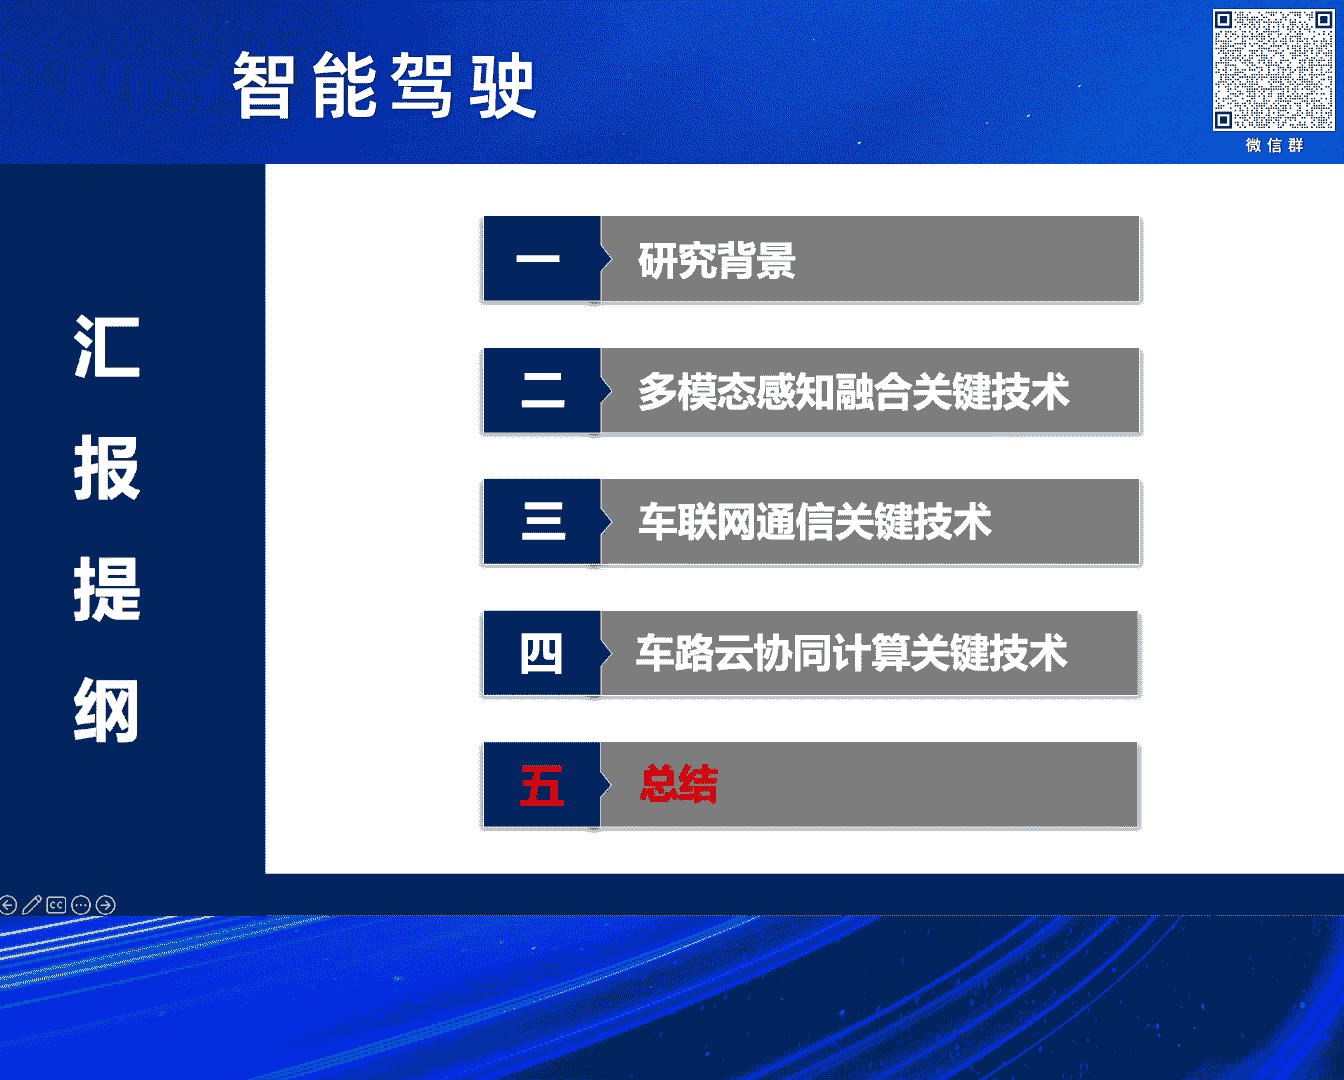 智能驾驶
微信群
汇报提纲
一 研究背景
二 多模态感知融合关键技术
三 车联网通信关键技术
四 车路云协同计算关键技术
五 总结
CC